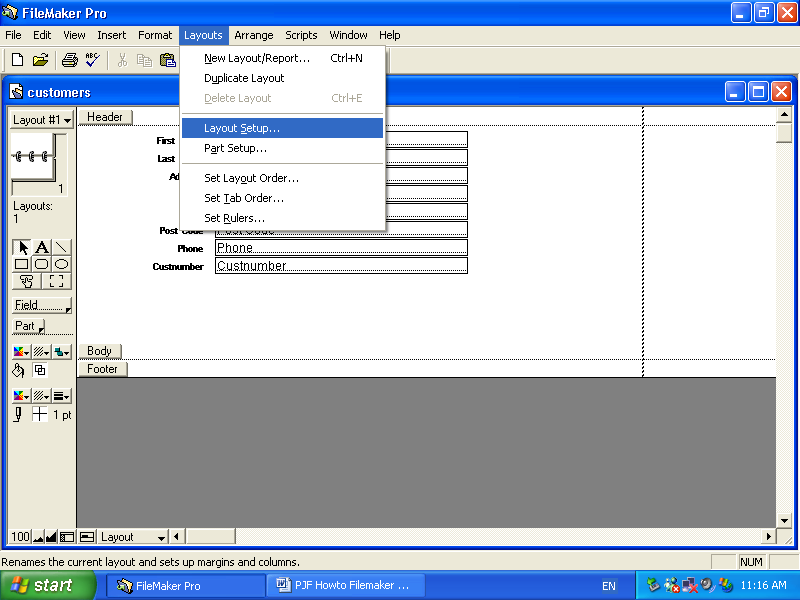 FileMaker Pro
File Edit View Insert Format Layouts Arrange Scripts Window Help
New Layout/Report... Ctrl+N
Duplicate Layout
Delete Layout Ctrl+E
Layout Setup...
Part Setup...
Set Layout Order...
Set Tab Order...
Set Rulers...
ABC
customers
Layout #1
1
Layouts:
1
A
Field
Part
1 pt
Header
First
Last
Ad
Post Code Post Code
Phone Phone
Custnumber Custnumber
Body
Footer
100 Layout
Renames the current layout and sets up margins and columns. NUM
start FileMaker Pro PJF Howto Filemaker ... EN 11:16 AM